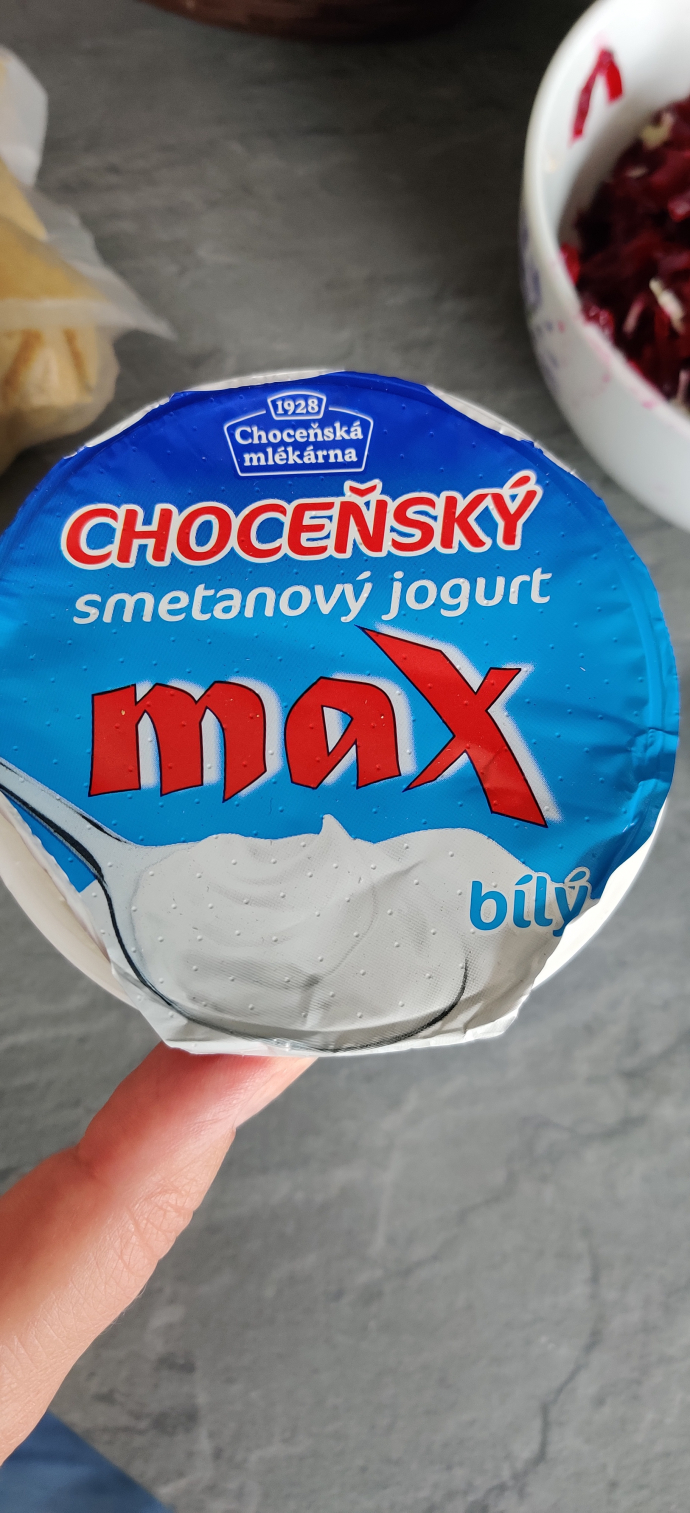 1928
Choceňská
mlékárna
CHOCEŇSKÝ
smetanový jogurt
max
bílý